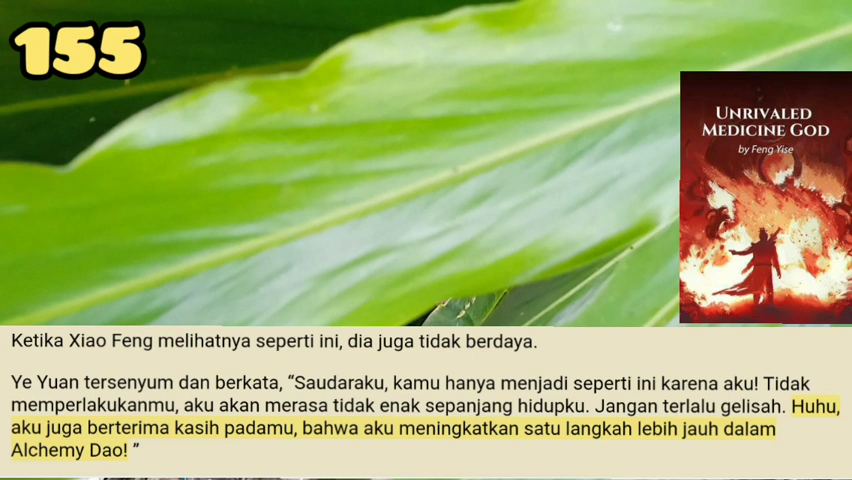 155
UNRIVALED
MEDICINE GOD
by Feng Yise
Ketika Xiao Feng melihatnya seperti ini, dia juga tidak berdaya.
Ye Yuan tersenyum dan berkata, “Saudaraku, kamu hanya menjadi seperti ini karena aku! Tidak
memperlakukanmu, aku akan merasa tidak enak sepanjang hidupku. Jangan terlalu gelisah. Huhu,
aku juga berterima kasih padamu, bahwa aku meningkatkan satu langkah lebih jauh dalam
Alchemy Dao! ”